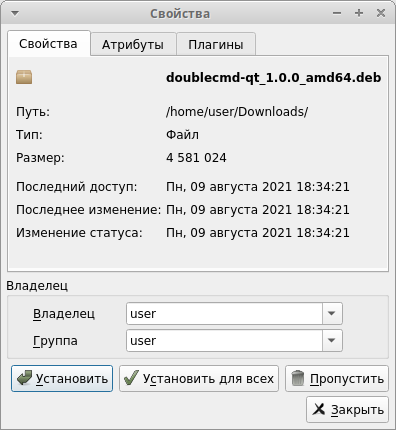 Свойства
Свойства Атрибуты Плагины
doublecmd-qt_1.0.0_amd64.deb
Путь: /home/user/Downloads/
Тип: Файл
Размер: 4 581 024
Последний доступ: Пн, 09 августа 2021 18:34:21
Последнее изменение: Пн, 09 августа 2021 18:34:21
Изменение статуса: Пн, 09 августа 2021 18:34:21
Владелец
Владелец user
Группа user
Установить Установить для всех Пропустить
Закрыть